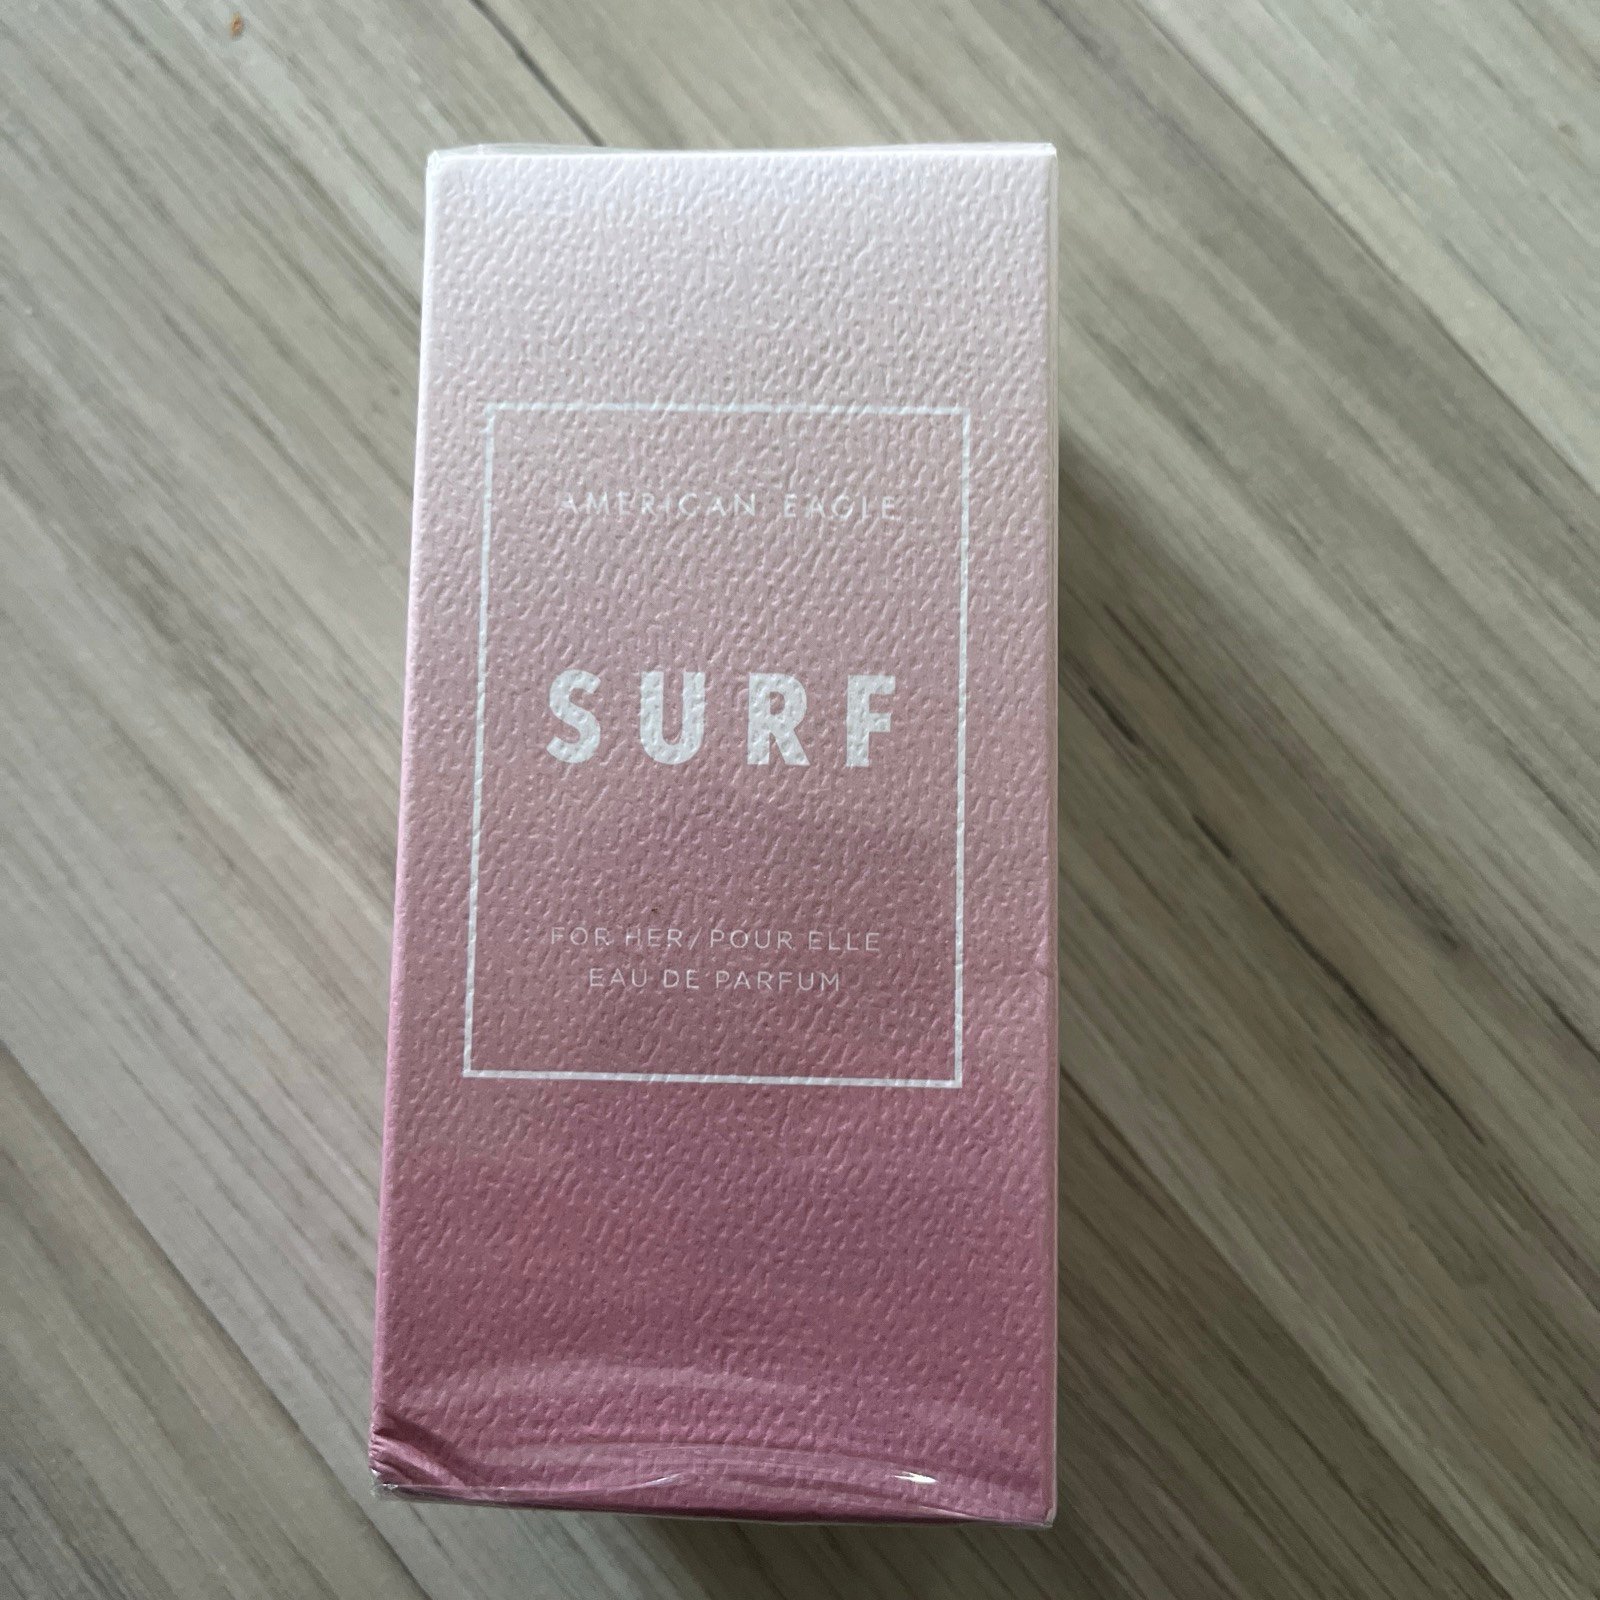 AMERICAN EAGLE
SURF
FOR HER/POUR ELLE
EAU DE PARFUM